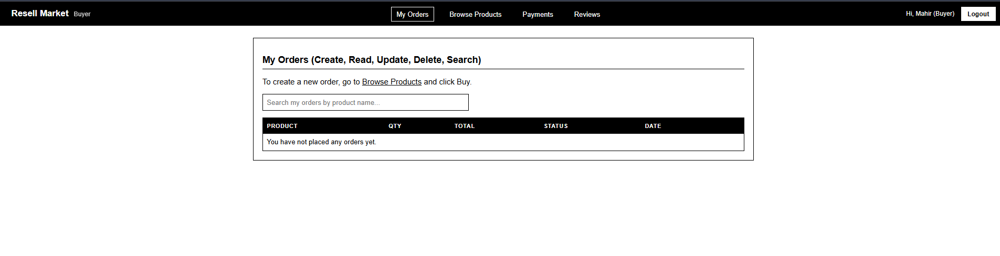 Resell Market Buyer My Orders Browse Products Payments Reviews Hi, Mahir (Buyer) Logout
My Orders (Create, Read, Update, Delete, Search)
To create a new order, go to Browse Products and click Buy.
Search my orders by product name...
PRODUCT QTY TOTAL STATUS DATE
You have not placed any orders yet.